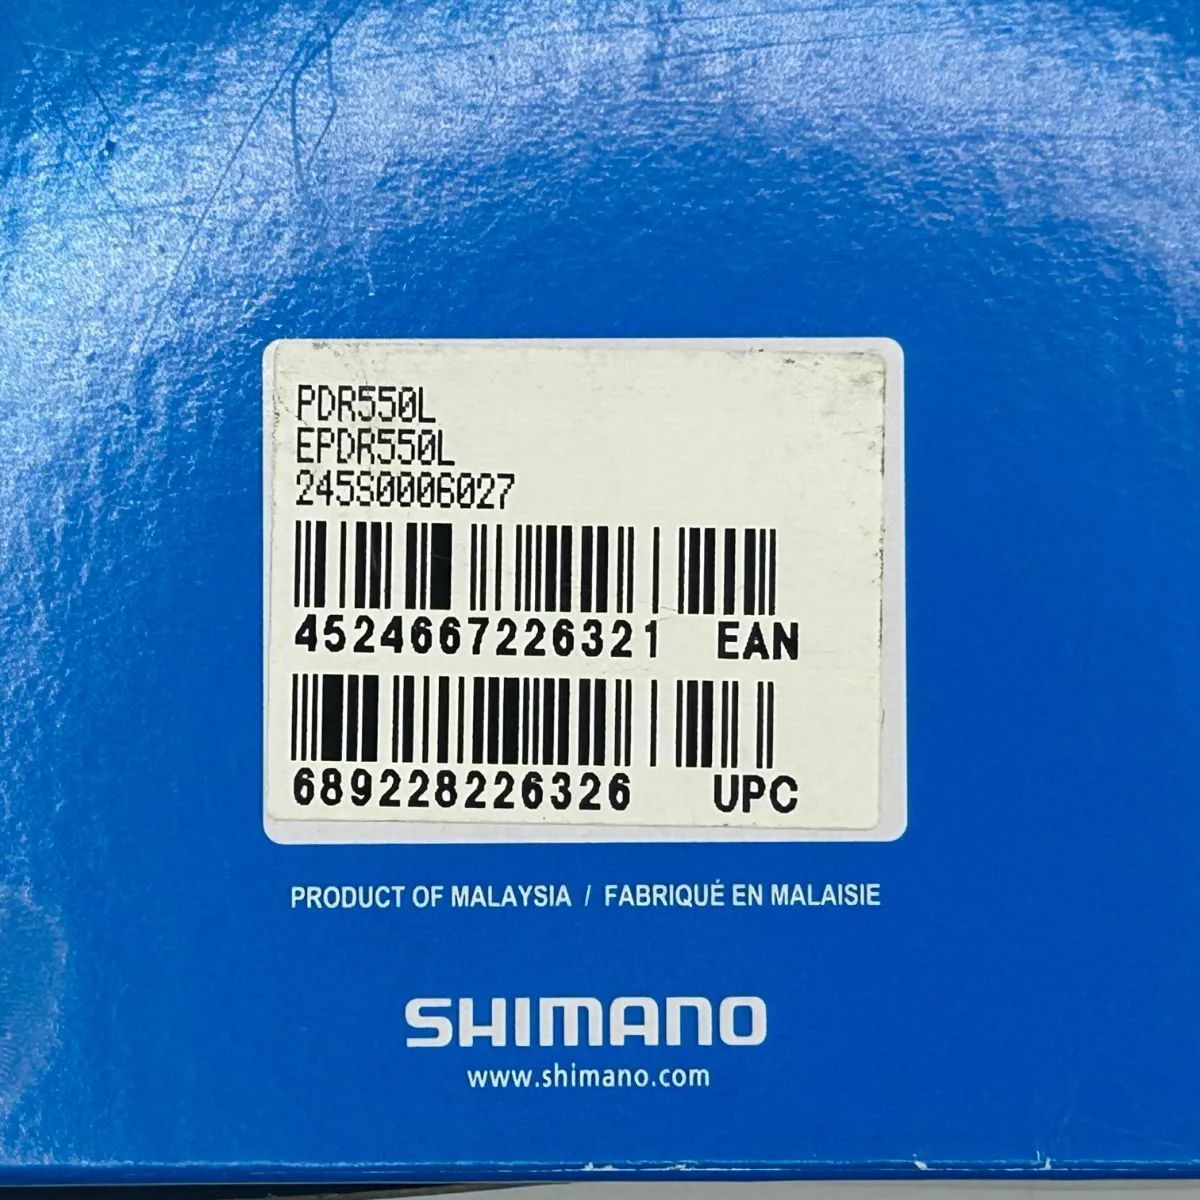 PDR550L
EPDR550L
245S0006027
4524667226321 EAN
689228226326 UPC
PRODUCT OF MALAYSIA / FABRIQUÉ EN MALAISIE
SHIMANO
www.shimano.com